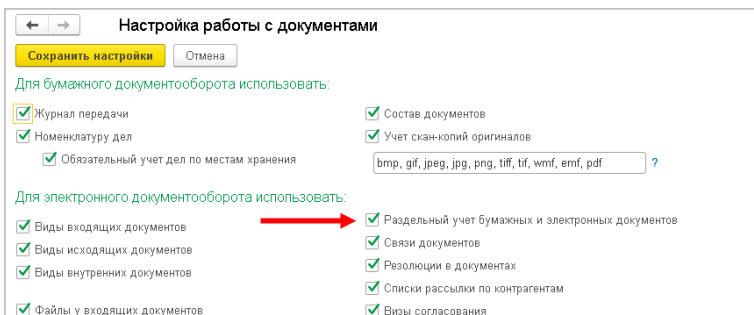 Настройка работы с документами
Сохранить настройки Отмена
Для бумажного документооборота использовать:
Журнал передачи Состав документов
Номенклатуру дел Учет скан-копий оригиналов
Обязательный учет дел по местам хранения bmp, gif, jpeg, jpg, png, tiff, tif, wmf, emf, pdf ?
Для электронного документооборота использовать:
Виды входящих документов Раздельный учет бумажных и электронных документов
Виды исходящих документов Связи документов
Виды внутренних документов Резолюции в документах
Списки рассылки по контрагентам
Файлы у входящих документов Визы согласования